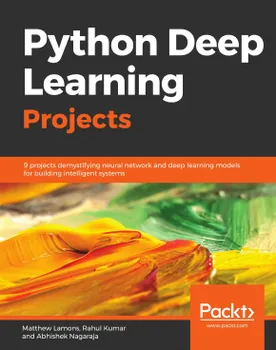 Python Deep
Learning
Projects
9 projects demystifying neural network and deep learning models
for building intelligent systems
Matthew Lamons, Rahul Kumar
and Abhishek Nagaraja
Packt>
www.packt.com